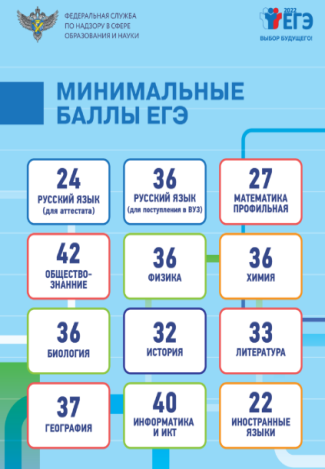 ФЕДЕРАЛЬНАЯ СЛУЖБА
ПО НАДЗОРУ В СФЕРЕ
ОБРАЗОВАНИЯ И НАУКИ
2022
ЕГЭ
ВЫБОР БУДУЩЕГО!
МИНИМАЛЬНЫЕ
БАЛЛЫ ЕГЭ
24
РУССКИЙ ЯЗЫК
(для аттестата)
36
РУССКИЙ ЯЗЫК
(для поступления в ВУЗ)
27
МАТЕМАТИКА
ПРОФИЛЬНАЯ
42
ОБЩЕСТВО-
ЗНАННИЕ
36
ФИЗИКА
36
ХИМИЯ
36
БИОЛОГИЯ
32
ИСТОРИЯ
33
ЛИТЕРАТУРА
37
ГЕОГРАФИЯ
40
ИНФОРМАТИКА
И ИКТ
22
ИНОСТРАННЫЕ
ЯЗЫКИ